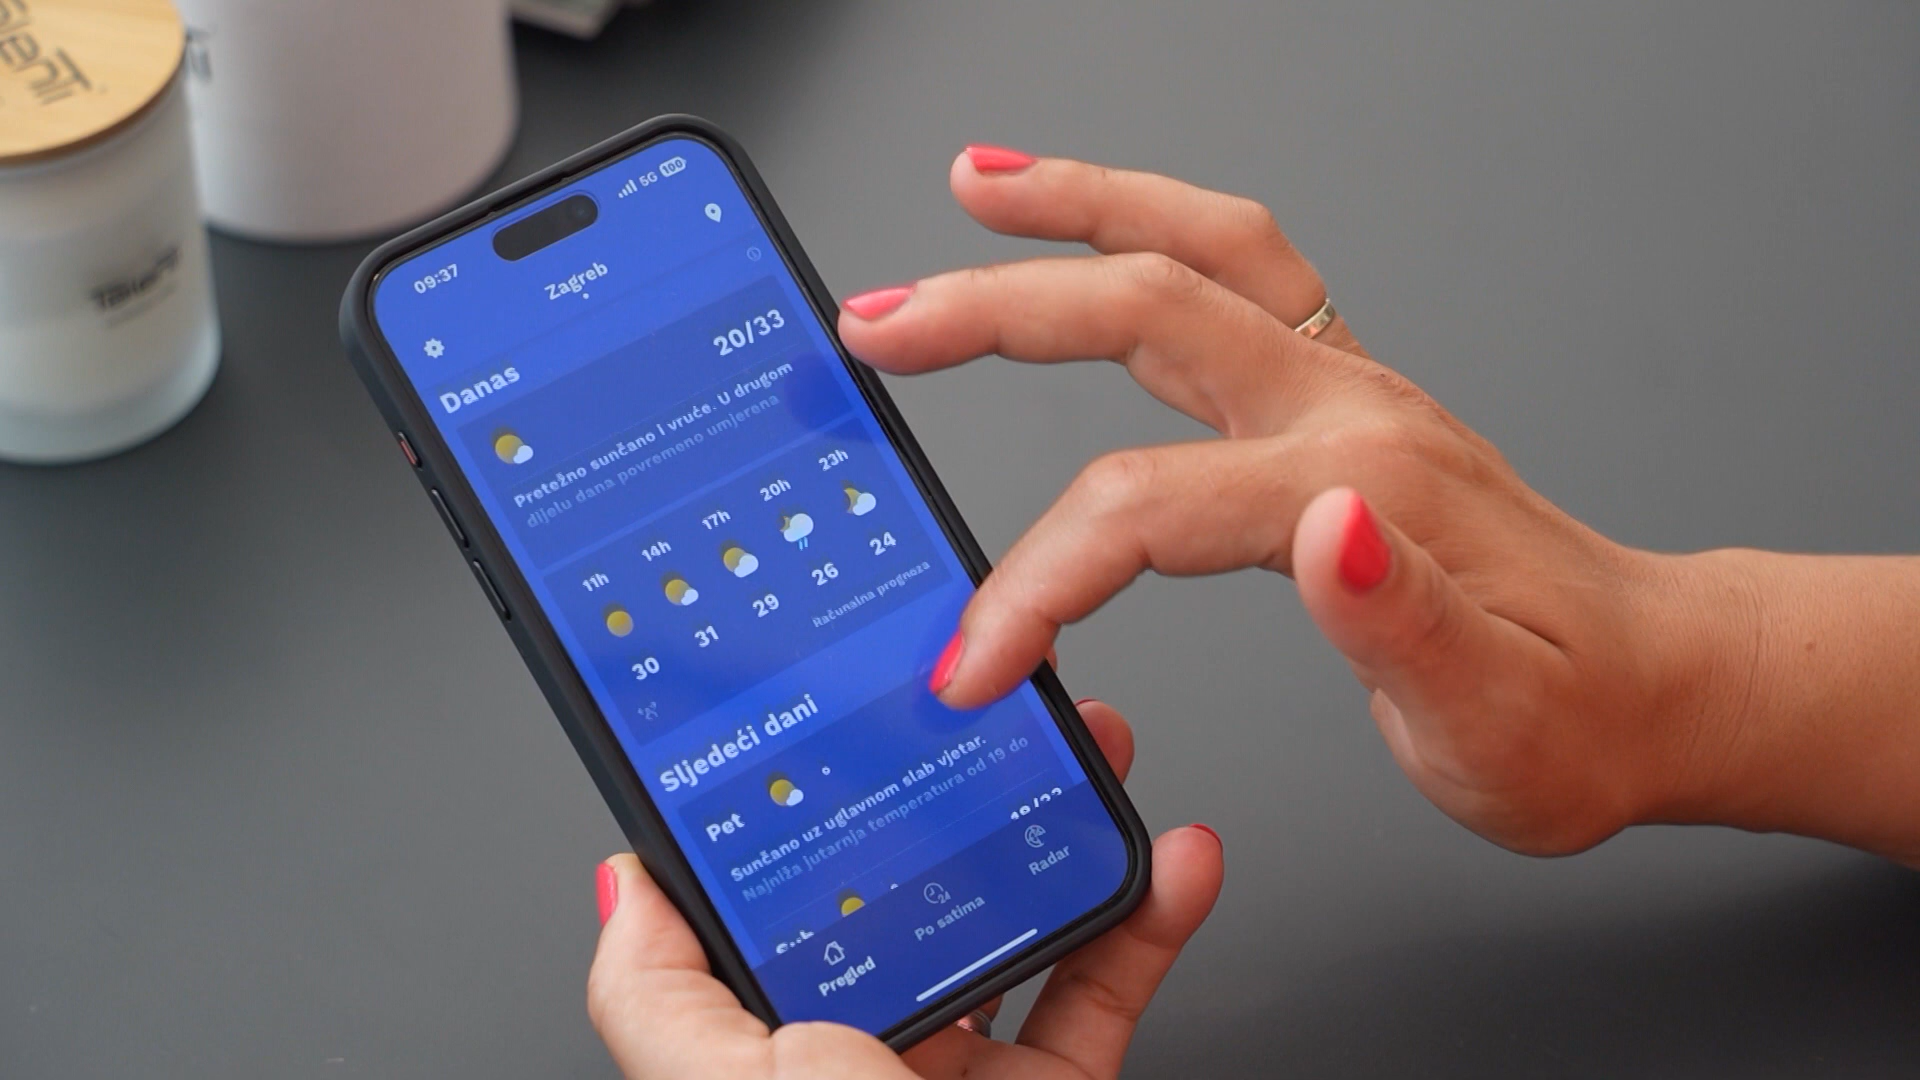 09:37
5G 100
Zagreb
Danas
20/33
Pretežno sunčano i vruće. U drugom
dijelu dana povremeno umjerena
11h 14h 17h 20h 23h
30 31 29 26 24
Računalna prognoza
Sljedeći dani
Pet
Sunčano uz uglavnom slab vjetar.
Najniža jutarnja temperatura od 19 do
Pregled
Po satima
24
Radar